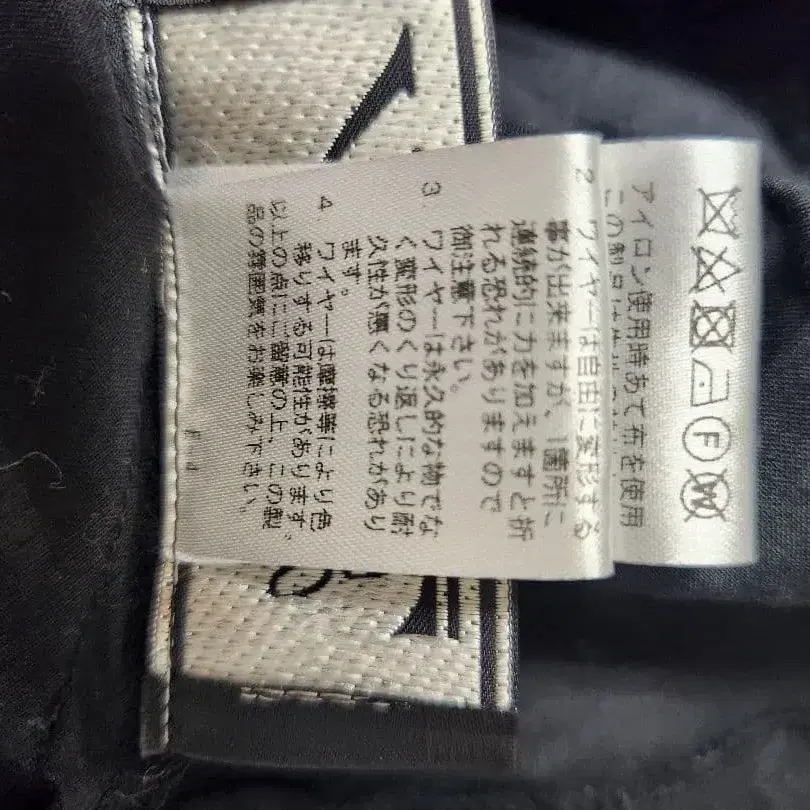 F
W
アイロン使用時あて布を使用
2 ワイヤーは自由に変形する
事が出来ますが、1箇所に
連続的に力を加えますと折
れる恐れがありますので
御注意下さい。
3 ワイヤーは永久的な物でな
く変形のくり返しにより耐
久性が悪くなる恐れがあり
ます。
4 ワイヤーは摩擦等により色
移りする可能性があります。
以上の点にご留意の上、この製
品の雰囲気をお楽しみ下さい。